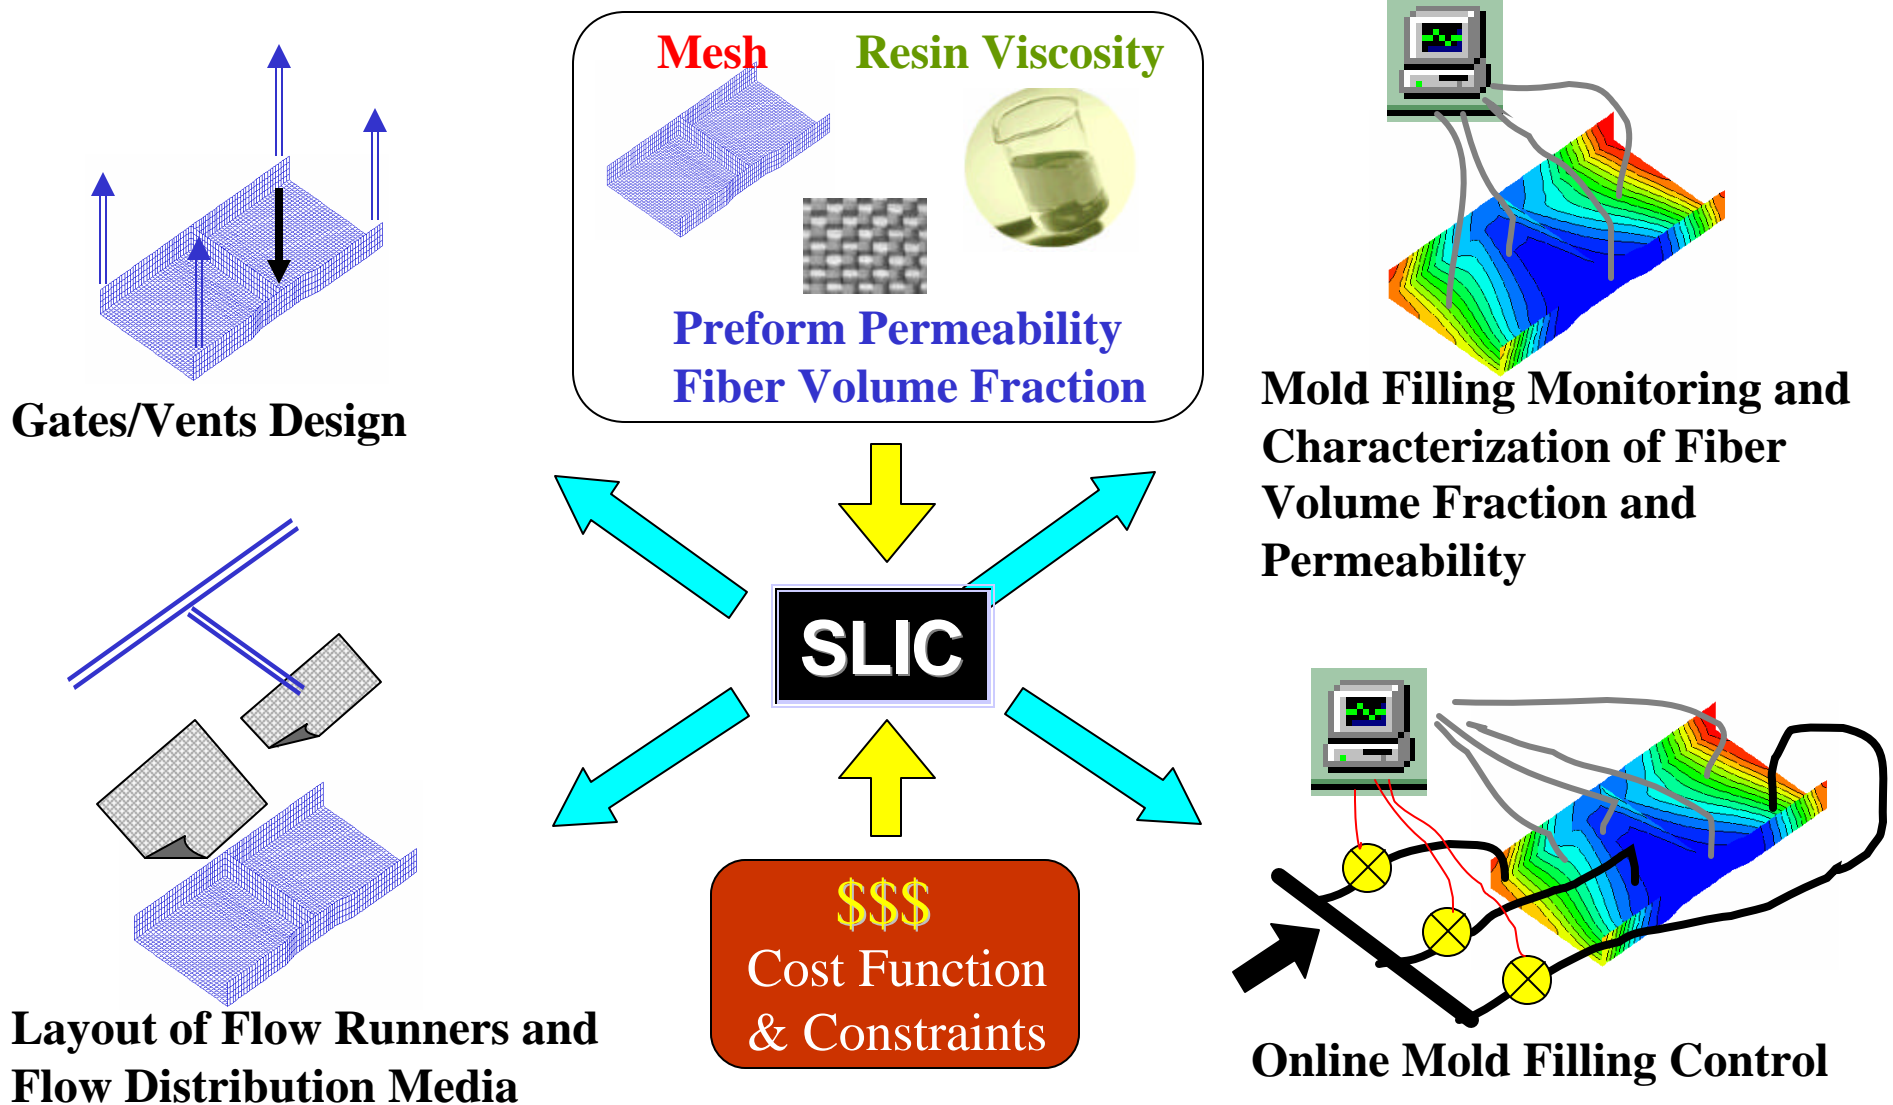 Mesh
Resin Viscosity
Preform Permeability
Fiber Volume Fraction
Gates/Vents Design
Mold Filling Monitoring and
Characterization of Fiber
Volume Fraction and
Permeability
SLIC
$$$
Cost Function
& Constraints
Layout of Flow Runners and
Flow Distribution Media
Online Mold Filling Control